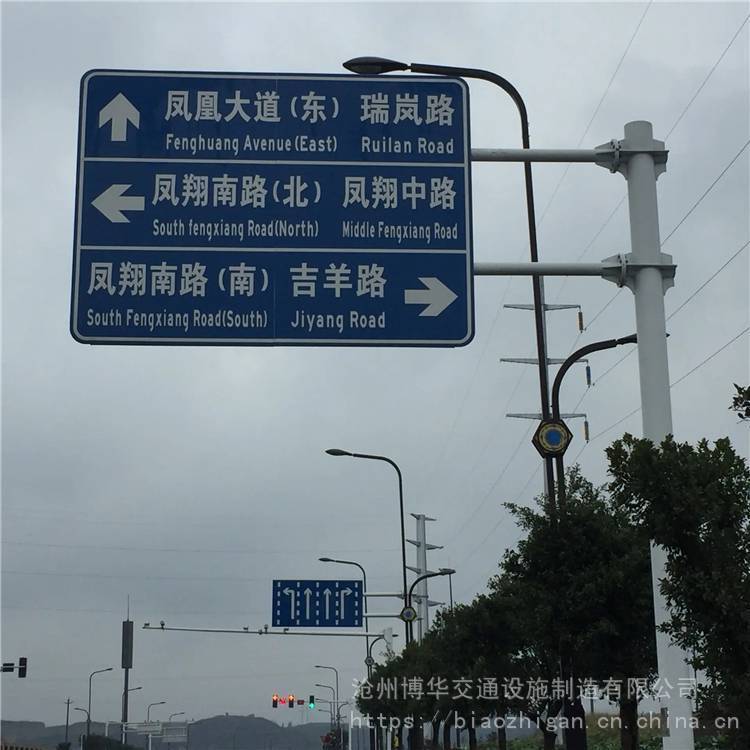 凤凰大道(东) 瑞岚路
Fenghuang Avenue(East) Ruilan Road
凤翔南路(北) 凤翔中路
South fengxiang Road(North) Middle Fengxiang Road
凤翔南路(南) 吉羊路
South Fengxiang Road(South) Jiyang Road
沧州博华交通设施制造有限公司
https://biaozhigan.cn.china.cn